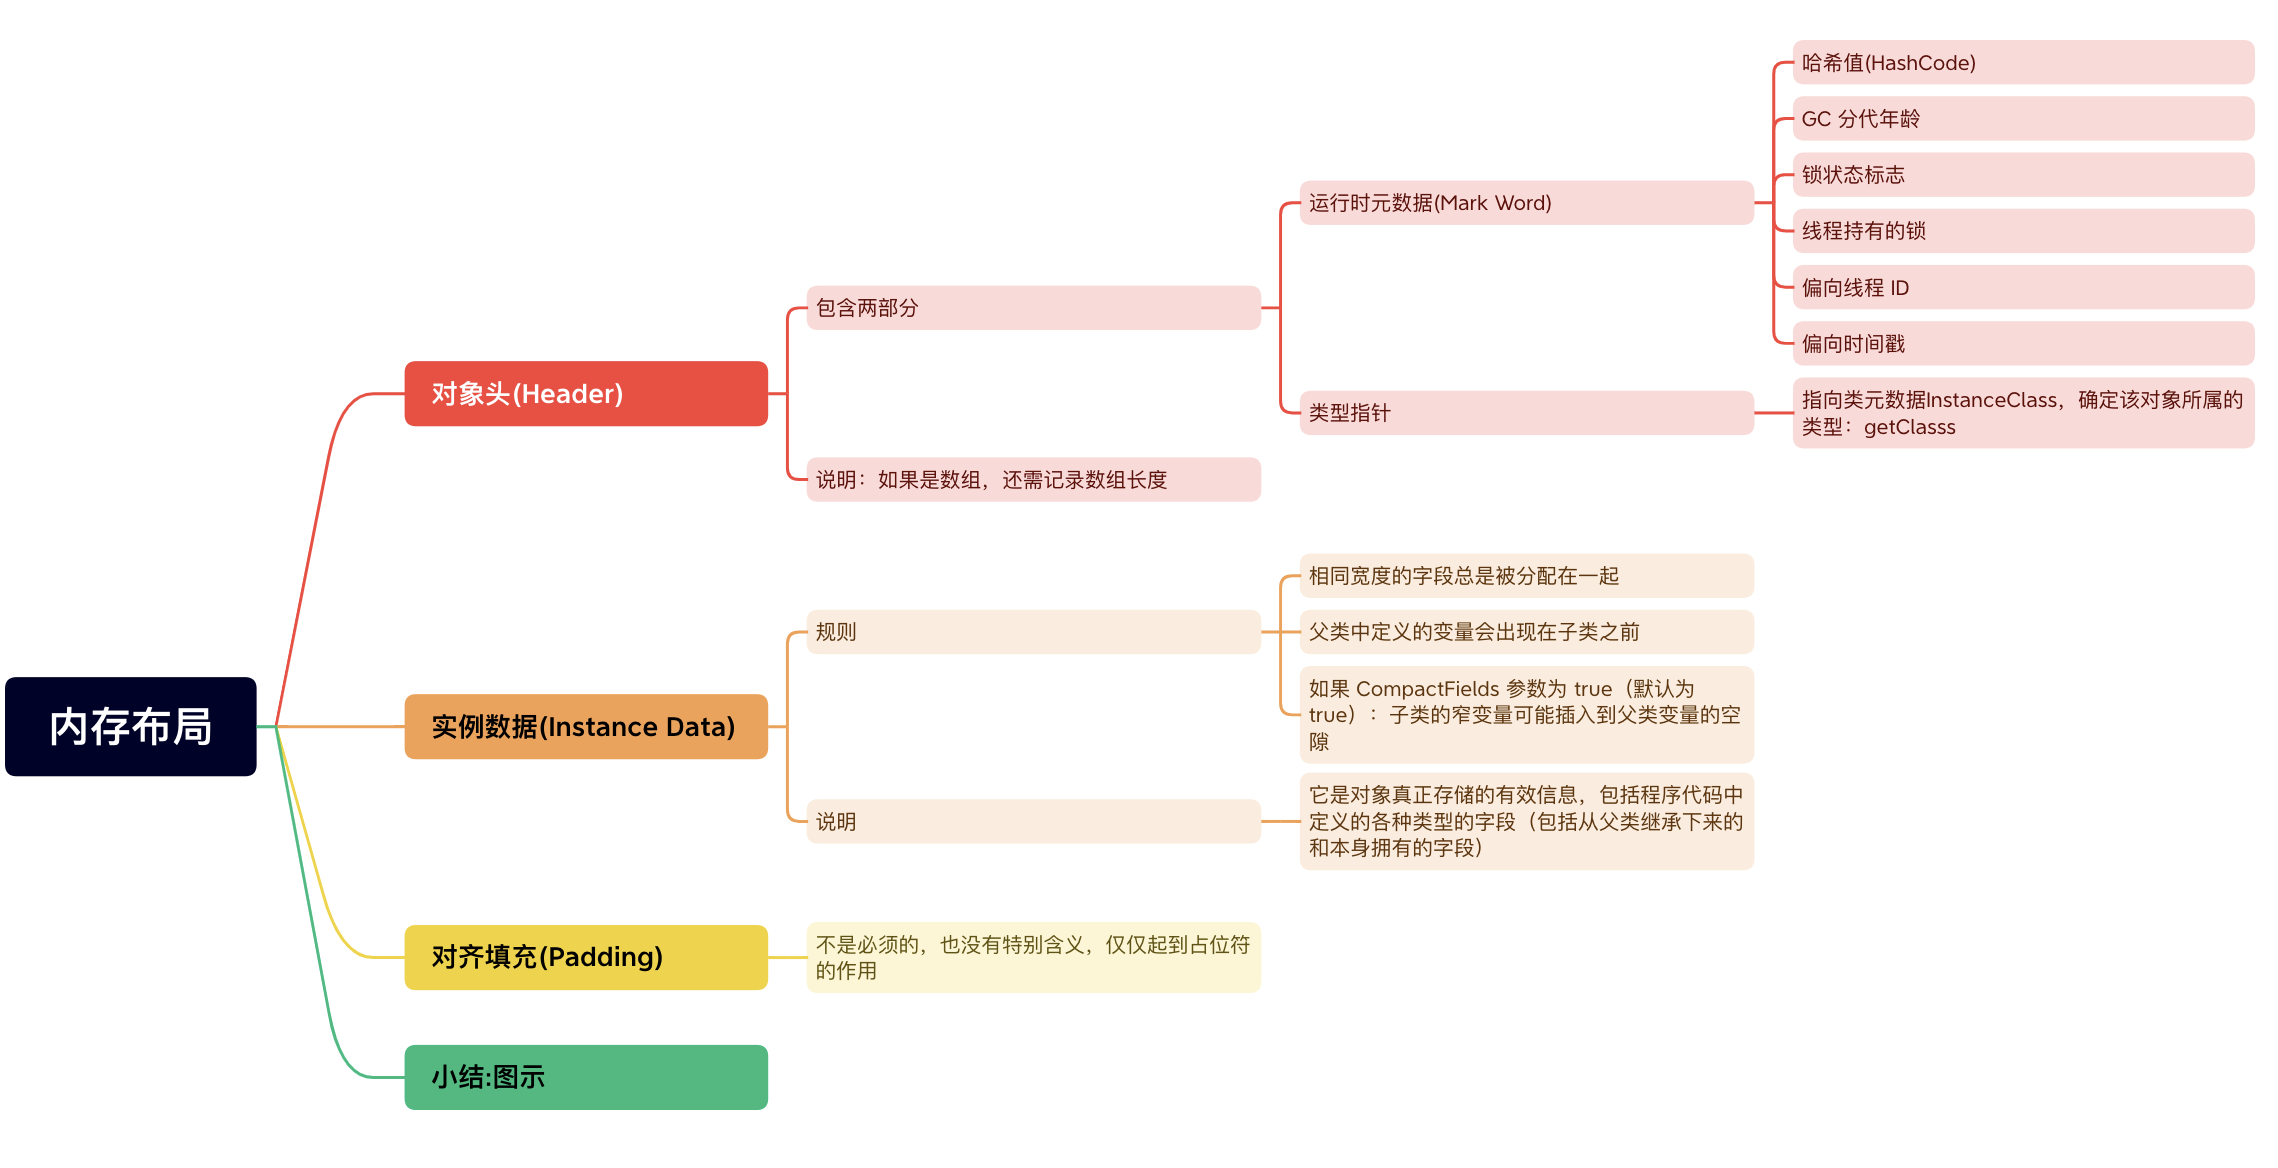 内存布局
对象头(Header)
包含两部分
运行时元数据(Mark Word)
哈希值(HashCode)
GC 分代年龄
锁状态标志
线程持有的锁
偏向线程 ID
偏向时间戳
类型指针
指向类元数据InstanceClass，确定该对象所属的
类型：getClasss
说明：如果是数组，还需记录数组长度
实例数据(Instance Data)
规则
相同宽度的字段总是被分配在一起
父类中定义的变量会出现在子类之前
如果 CompactFields 参数为 true（默认为
true）：子类的窄变量可能插入到父类变量的空
隙
说明
它是对象真正存储的有效信息，包括程序代码中
定义的各种类型的字段（包括从父类继承下来的
和本身拥有的字段）
对齐填充(Padding)
不是必须的，也没有特别含义，仅仅起到占位符
的作用
小结:图示